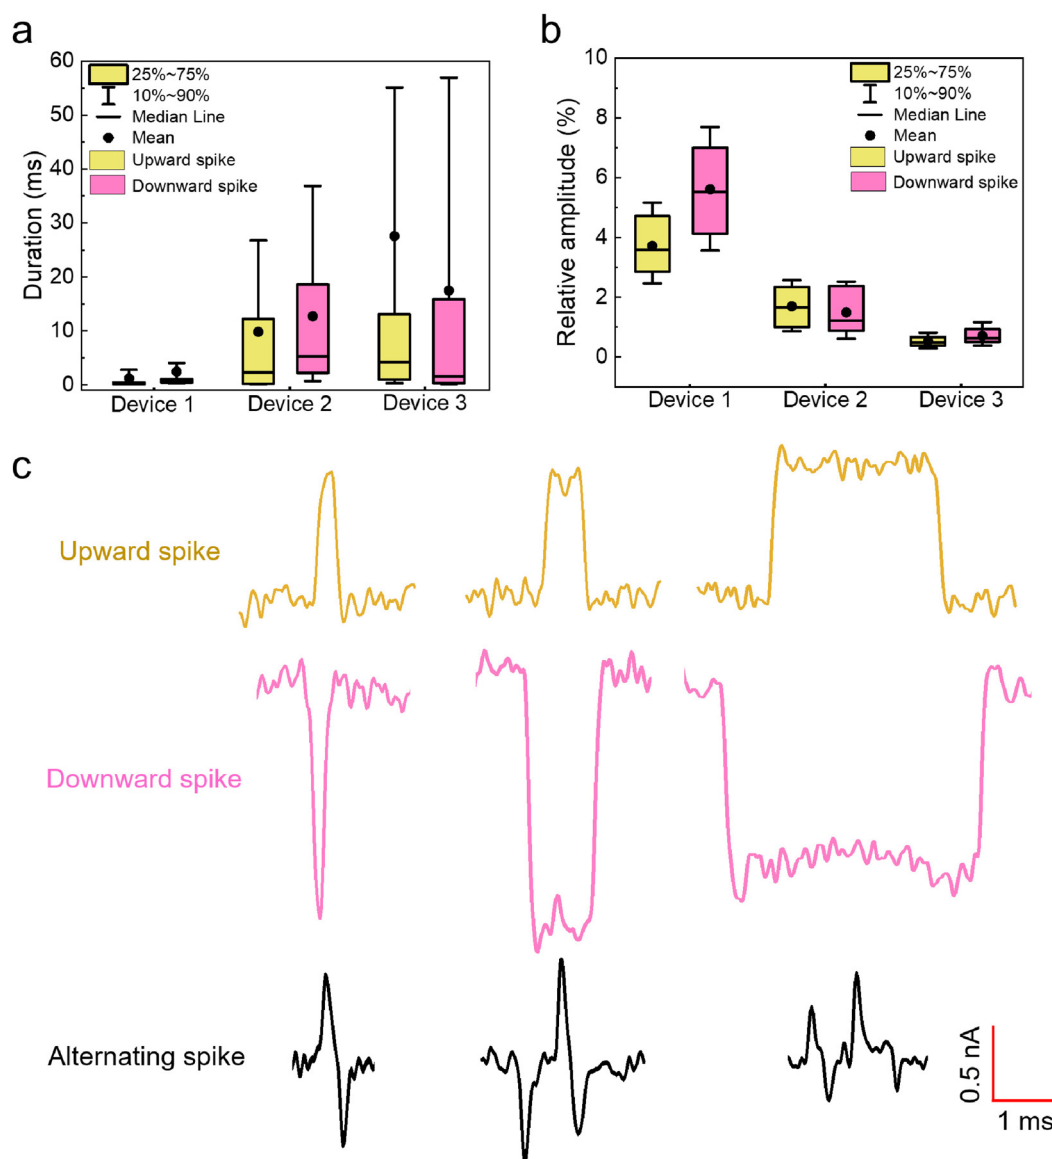 a
60
50
40
30
20
10
0
Duration (ms)
25%~75%
10%~90%
Median Line
Mean
Upward spike
Downward spike
Device 1
Device 2
Device 3
b
10
8
6
4
2
0
Relative amplitude (%)
25%~75%
10%~90%
Median Line
Mean
Upward spike
Downward spike
Device 1
Device 2
Device 3
c
Upward spike
Downward spike
Alternating spike
0.5 nA
1 ms